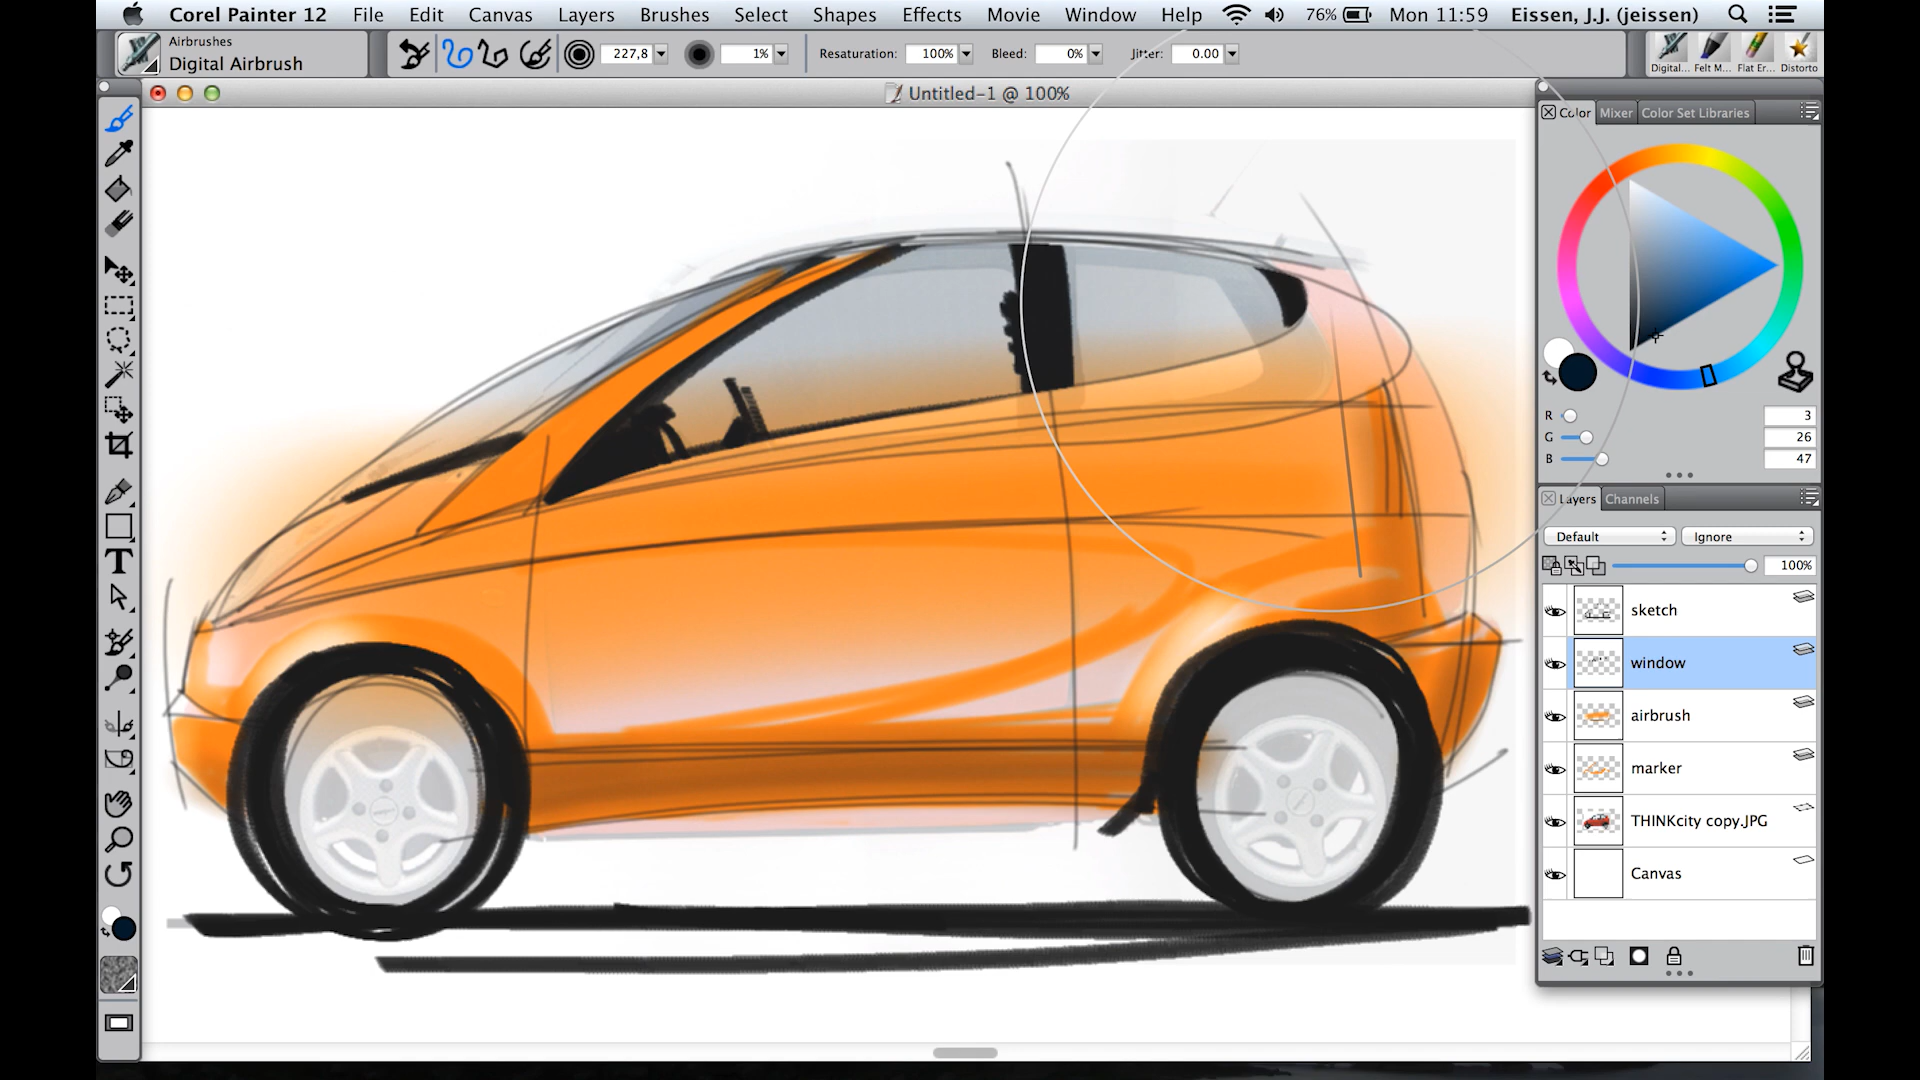 Corel Painter 12 File Edit Canvas Layers Brushes Select Shapes Effects Movie Window Help 76% Mon 11:59 Eissen, J.J. (jeissen)
Airbrushes
Digital Airbrush
227,8 1% Resaturation: 100% Bleed: 0% Jitter: 0.00
Digital... Felt M... Flat Er... Distorto
Untitled-1 @ 100%
Color Mixer Color Set Libraries
R 3
G 26
B 47
Layers Channels
Default Ignore
100%
sketch
window
airbrush
marker
THINKcity copy.JPG
Canvas
T